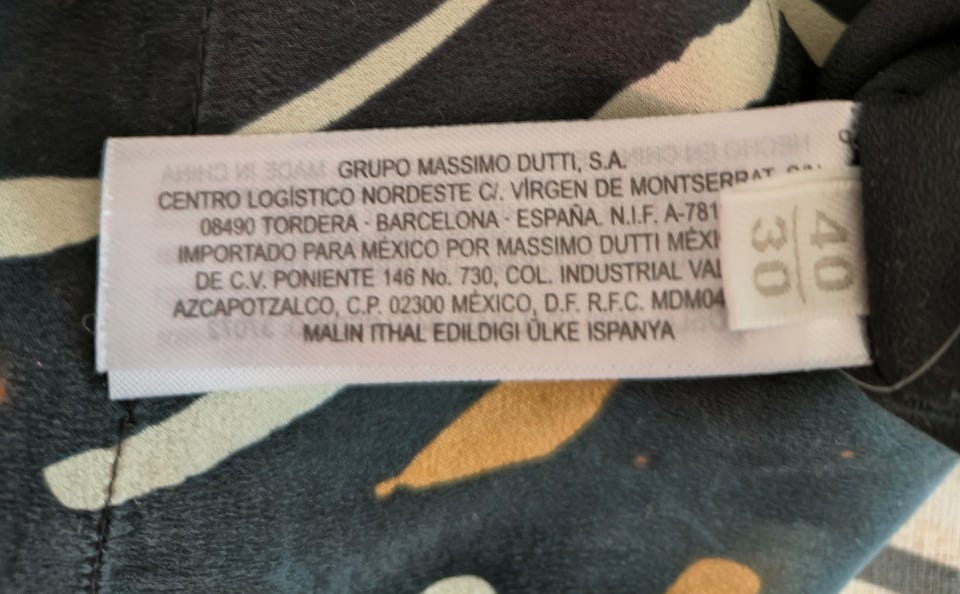 GRUPO MASSIMO DUTTI, S.A.
CENTRO LOGÍSTICO NORDESTE C/. VÍRGEN DE MONTSERRAT,
08490 TORDERA - BARCELONA - ESPAÑA. N.I.F. A-781
IMPORTADO PARA MÉXICO POR MASSIMO DUTTI MÉXI
DE C.V. PONIENTE 146 No. 730, COL. INDUSTRIAL VAL
AZCAPOTZALCO, C.P. 02300 MÉXICO, D.F. R.F.C. MDM04
MALIN ITHAL EDILDIGI ÜLKE ISPANYA
40
30